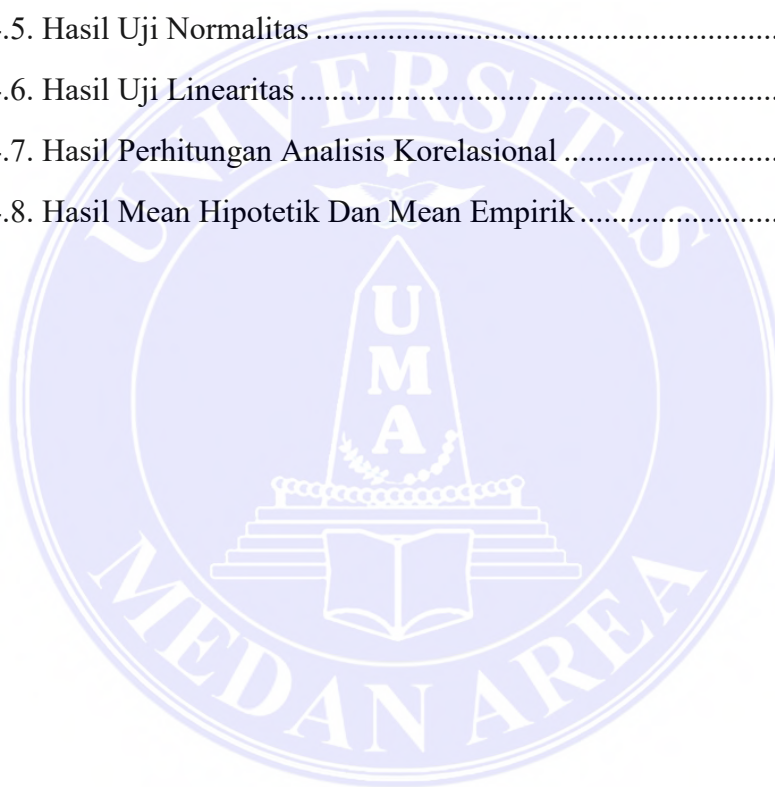 .5. Hasil Uji Normalitas ........................................................
.6. Hasil Uji Linearitas ..........................................................
.7. Hasil Perhitungan Analisis Korelasional .........................
.8. Hasil Mean Hipotetik Dan Mean Empirik .......................
UNIVERSITAS
UMA
MEDAN AREA